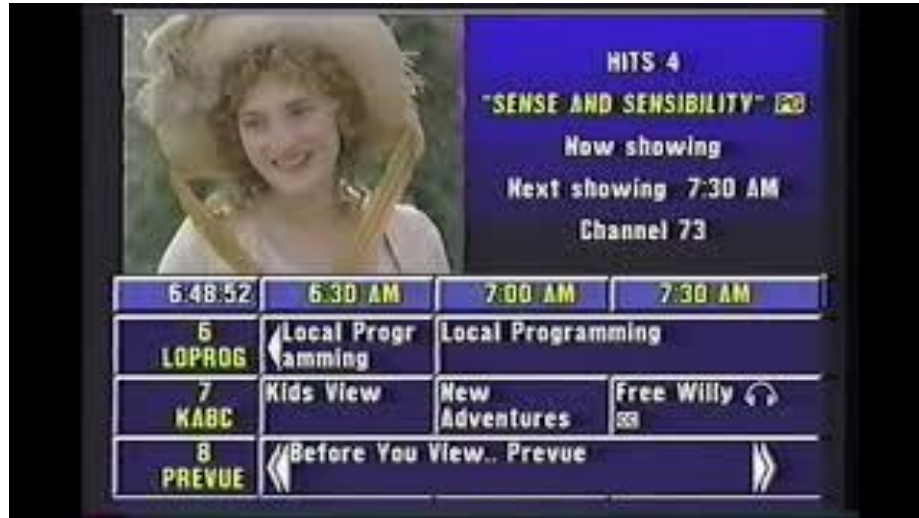 HITS 4
"SENSE AND SENSIBILITY" PG
Now showing
Next showing 7:30 AM
Channel 73
6:48:52 6:30 AM 7:00 AM 7:30 AM
6 LOPROG
Local Progr
amming
Local Programming
7 KABC
Kids View
New
Adventures
Free Willy
CC
8 PREVUE
Before You View.. Prevue